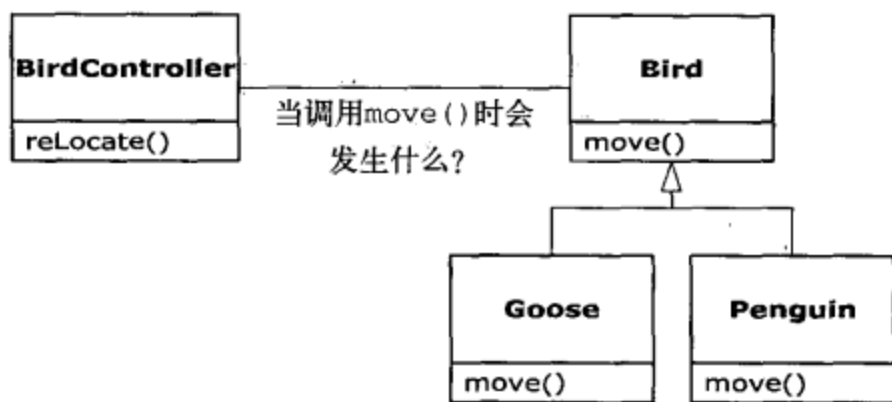 BirdController
reLocate()
当调用move()时会
发生什么?
Bird
move()
Goose
move()
Penguin
move()